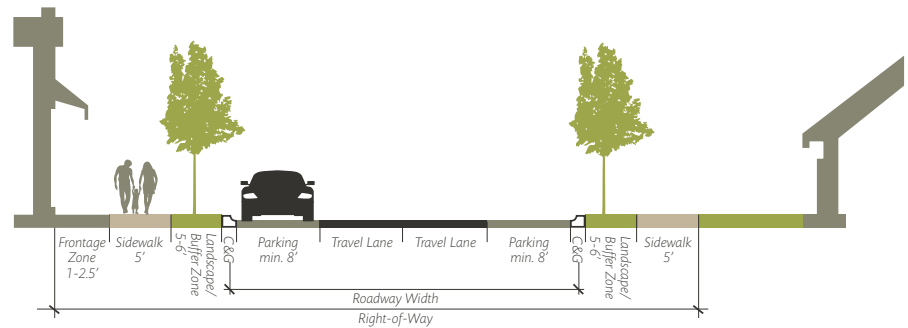 Frontage
Zone
1-2.5’
Sidewalk
5’
Landscape/
Buffer Zone
5-6’
C&G
Parking
min. 8’
Travel Lane
Travel Lane
Parking
min. 8’
C&G
Landscape/
Buffer Zone
5-6’
Sidewalk
5’
Roadway Width
Right-of-Way